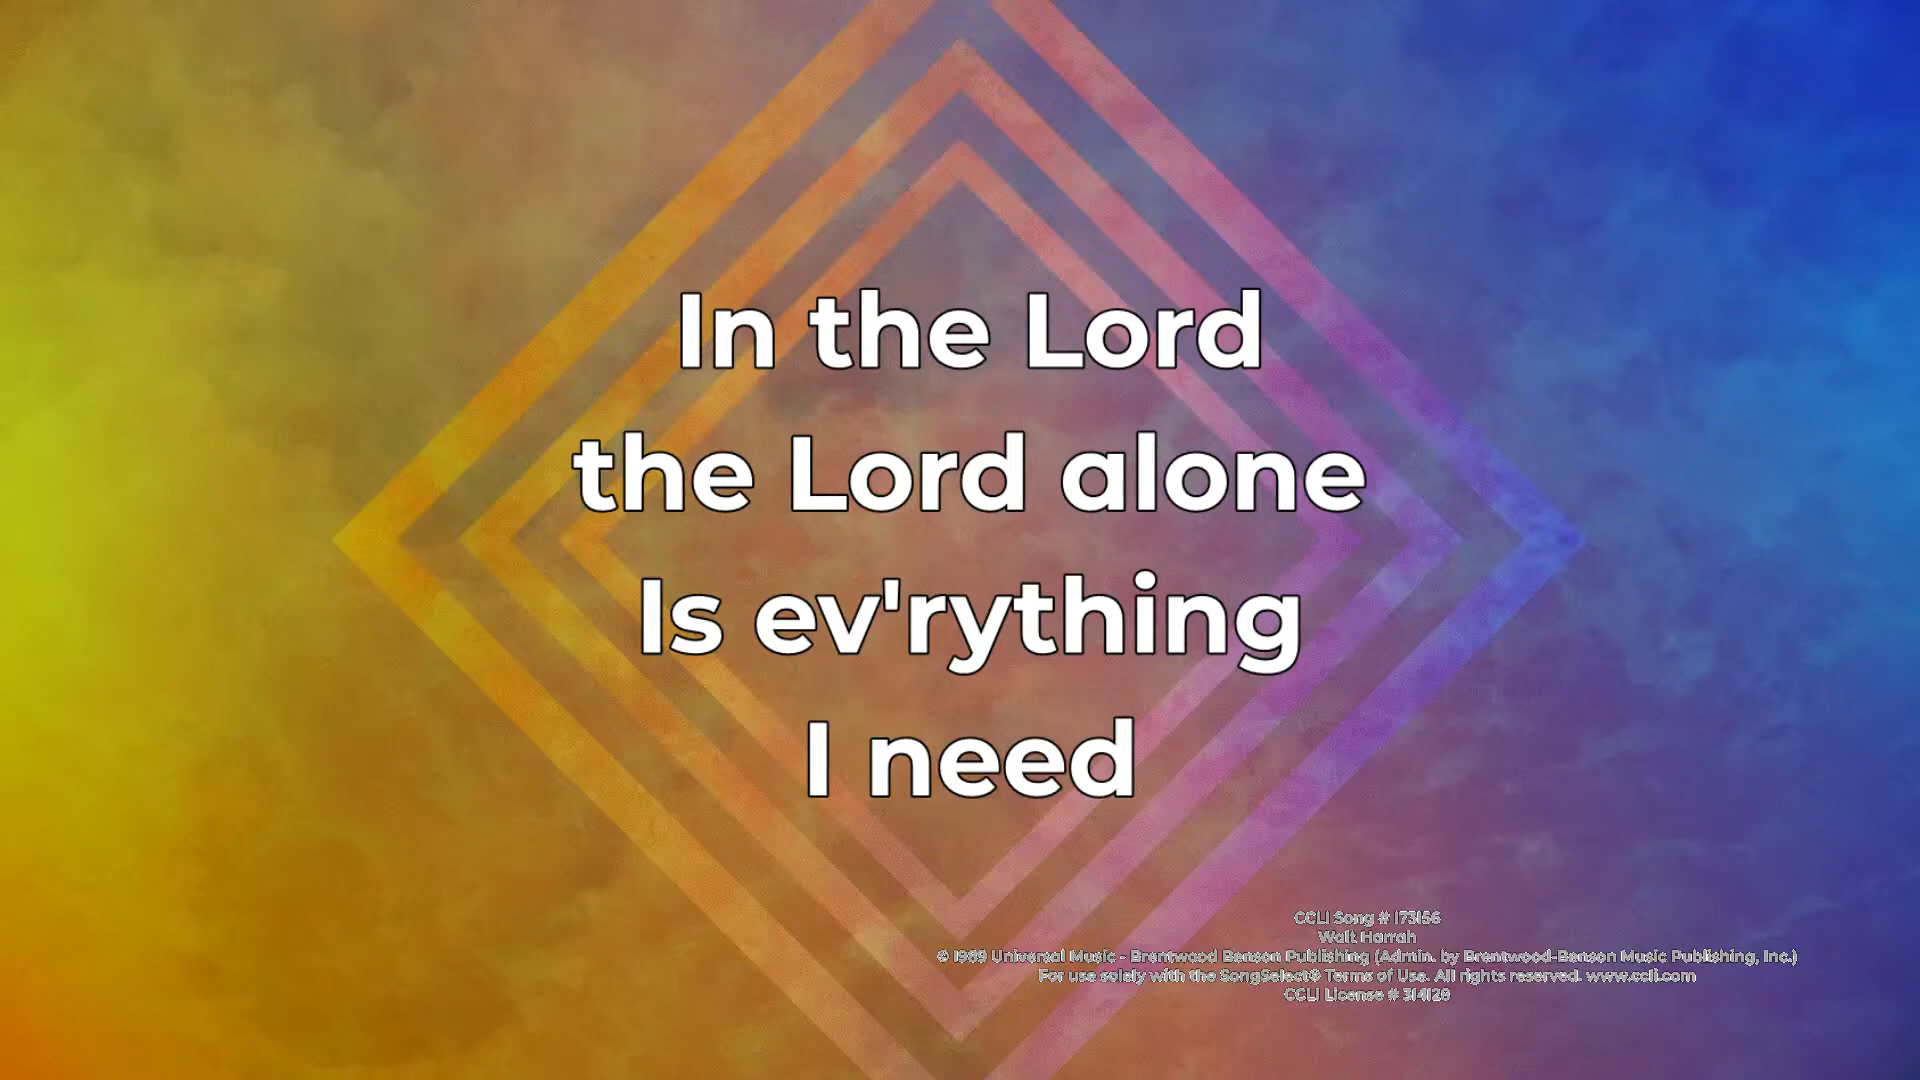 In the Lord
the Lord alone
Is ev'rything
I need
CCLI Song # 173156
Walt Harrah
© 1989 Universal Music - Brentwood Benson Publishing (Admin. by Brentwood-Benson Music Publishing, Inc.)
For use solely with the SongSelect® Terms of Use. All rights reserved. www.ccli.com
CCLI License # 314128